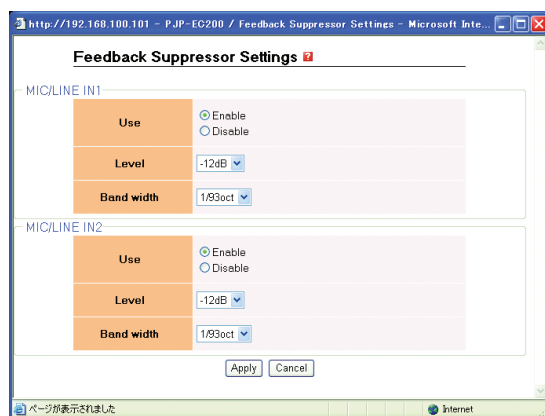 http://192.168.100.101 - PJP-EC200 / Feedback Suppressor Settings - Microsoft Inte...
Feedback Suppressor Settings ?
MIC/LINE IN1
Use
Enable
Disable
Level
-12dB
Band width
1/93oct
MIC/LINE IN2
Use
Enable
Disable
Level
-12dB
Band width
1/93oct
Apply Cancel
ページが表示されました Internet